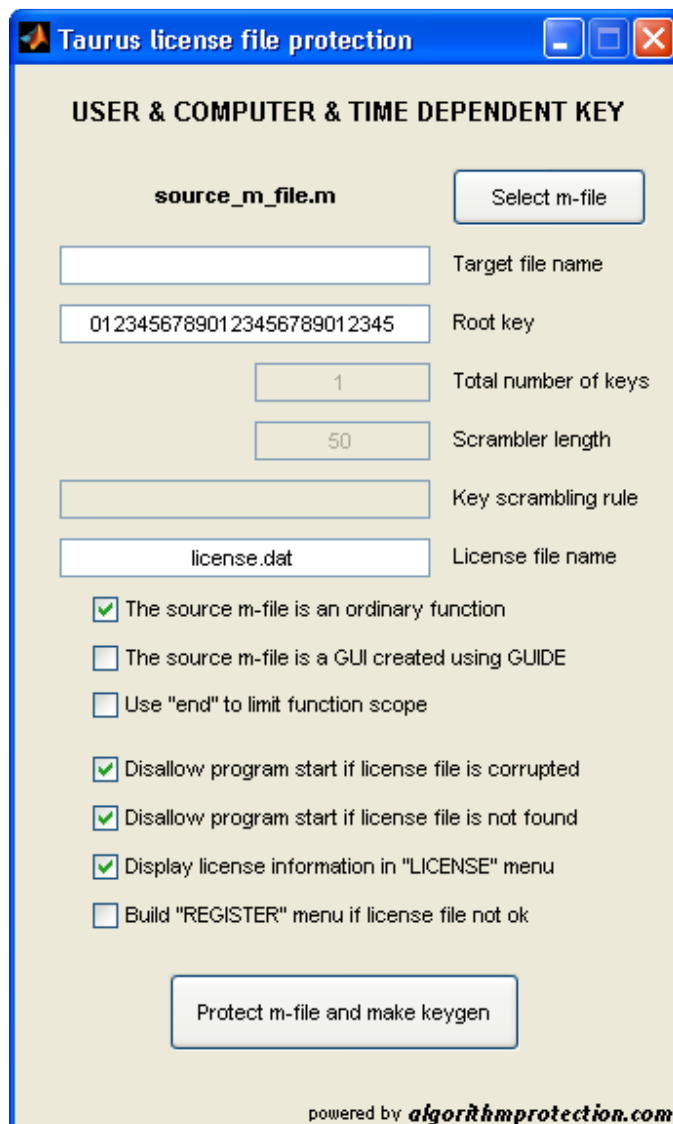 Taurus license file protection
USER & COMPUTER & TIME DEPENDENT KEY
source_m_file.m Select m-file
Target file name
01234567890123456789012345 Root key
1 Total number of keys
50 Scrambler length
Key scrambling rule
license.dat License file name
The source m-file is an ordinary function
The source m-file is a GUI created using GUIDE
Use "end" to limit function scope
Disallow program start if license file is corrupted
Disallow program start if license file is not found
Display license information in "LICENSE" menu
Build "REGISTER" menu if license file not ok
Protect m-file and make keygen
powered by algorithmprotection.com